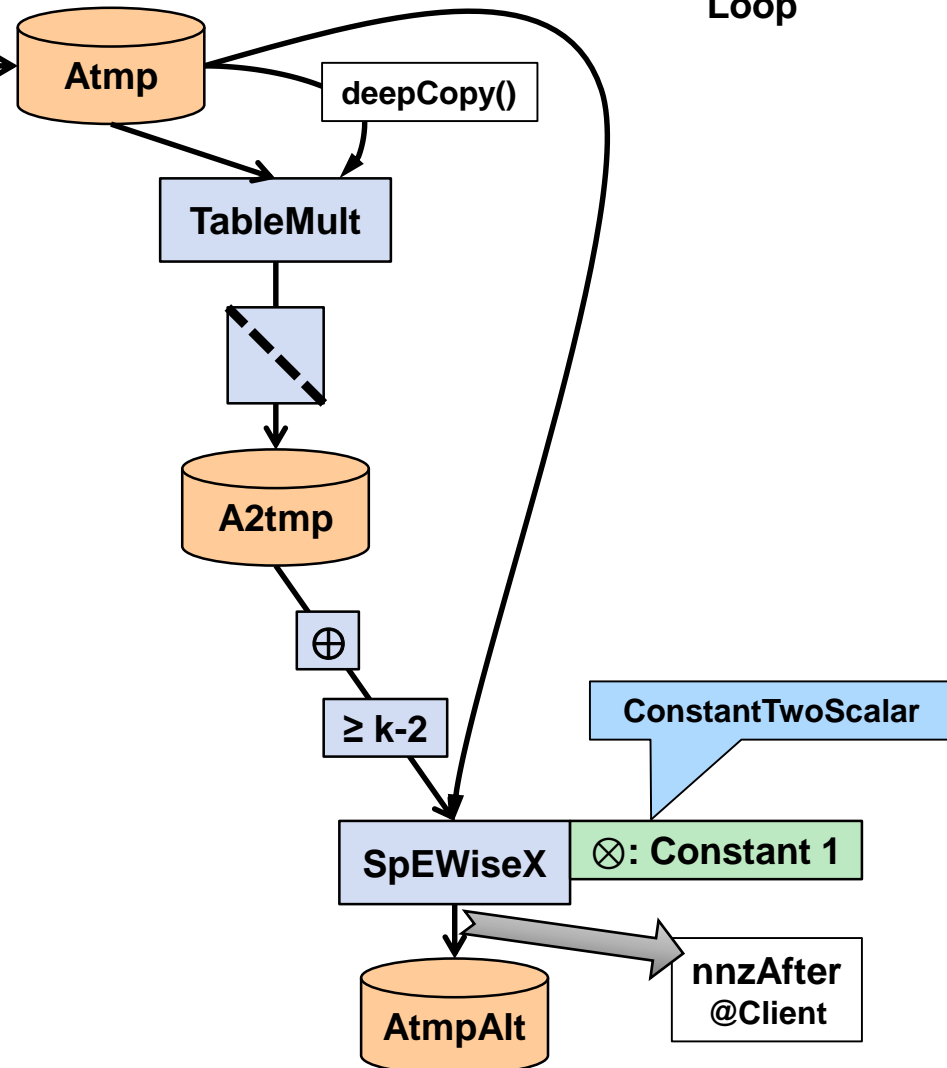 Loop
Atmp
deepCopy()
TableMult
A2tmp
⊕
≥ k-2
ConstantTwoScalar
SpEWiseX
⊗: Constant 1
nnzAfter
@Client
AtmpAlt